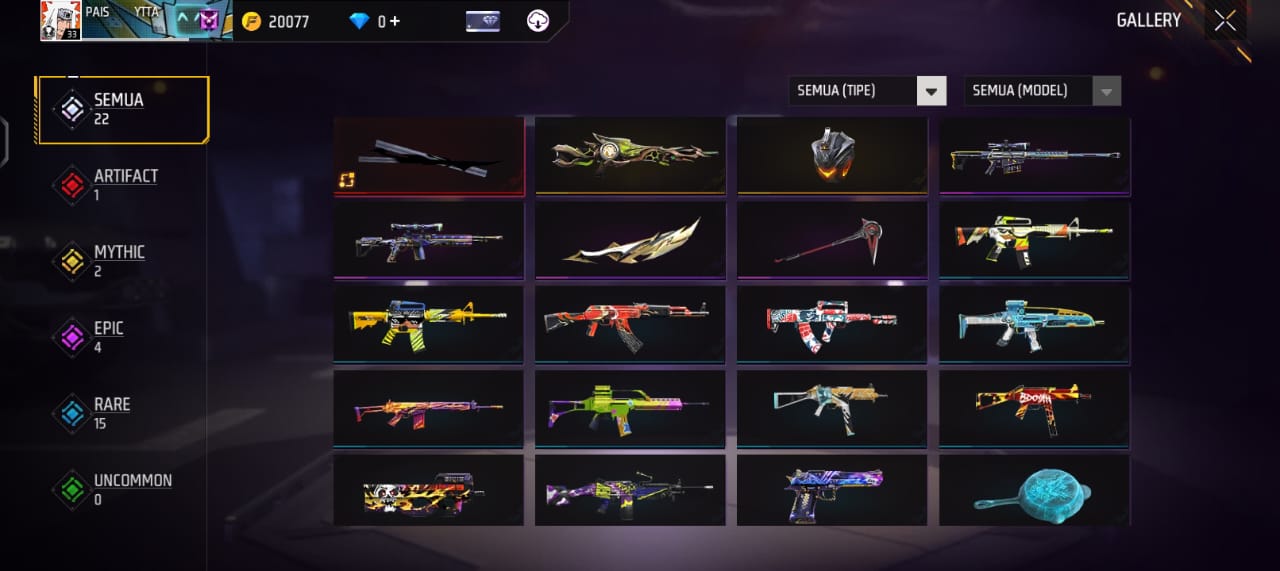 PAIS YTTA
33
20077
0 +
GALLERY
SEMUA
22
SEMUA (TIPE)
SEMUA (MODEL)
ARTIFACT
1
MYTHIC
2
EPIC
4
RARE
15
UNCOMMON
0
BOOYAH